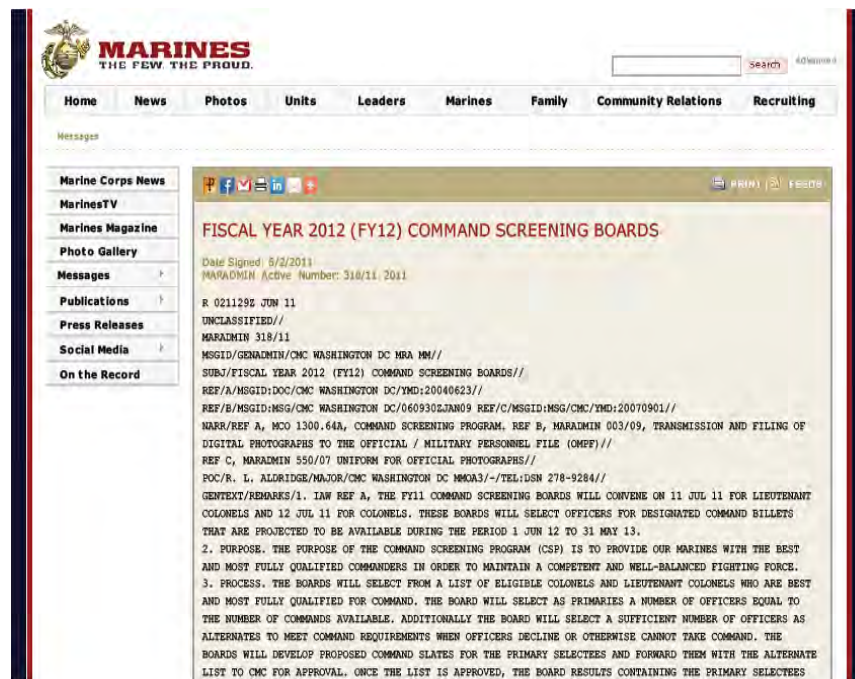 MARINES
THE FEW. THE PROUD.
search Advanced
Home News Photos Units Leaders Marines Family Community Relations Recruiting
Messages
Marine Corps News
MarinesTV
Marines Magazine
Photo Gallery
Messages
Publications
Press Releases
Social Media
On the Record
PRINT FEEDS
FISCAL YEAR 2012 (FY12) COMMAND SCREENING BOARDS
Date Signed: 6/2/2011
MARADMIN Active Number: 318/11 2011
R 021129Z JUN 11
UNCLASSIFIED//
MARADMIN 318/11
MSGID/GENADMIN/CMC WASHINGTON DC MRA MM//
SUBJ/FISCAL YEAR 2012 (FY12) COMMAND SCREENING BOARDS//
REF/A/MSGID:DOC/CMC WASHINGTON DC/YMD:20040623//
REF/B/MSGID:MSG/CMC WASHINGTON DC/060930ZJAN09 REF/C/MSGID:MSG/CMC/YMD:20070901//
NARR/REF A, MCO 1300.64A, COMMAND SCREENING PROGRAM. REF B, MARADMIN 003/09, TRANSMISSION AND FILING OF
DIGITAL PHOTOGRAPHS TO THE OFFICIAL / MILITARY PERSONNEL FILE (OMPF)//
REF C, MARADMIN 550/07 UNIFORM FOR OFFICIAL PHOTOGRAPHS//
POC/R. L. ALDRIDGE/MAJOR/CMC WASHINGTON DC MMOA3/-/TEL:DSN 278-9284//
GENTEXT/REMARKS/1. IAW REF A, THE FY11 COMMAND SCREENING BOARDS WILL CONVENE ON 11 JUL 11 FOR LIEUTENANT
COLONELS AND 12 JUL 11 FOR COLONELS. THESE BOARDS WILL SELECT OFFICERS FOR DESIGNATED COMMAND BILLETS
THAT ARE PROJECTED TO BE AVAILABLE DURING THE PERIOD 1 JUN 12 TO 31 MAY 13.
2. PURPOSE. THE PURPOSE OF THE COMMAND SCREENING PROGRAM (CSP) IS TO PROVIDE OUR MARINES WITH THE BEST
AND MOST FULLY QUALIFIED COMMANDERS IN ORDER TO MAINTAIN A COMPETENT AND WELL-BALANCED FIGHTING FORCE.
3. PROCESS. THE BOARDS WILL SELECT FROM A LIST OF ELIGIBLE COLONELS AND LIEUTENANT COLONELS WHO ARE BEST
AND MOST FULLY QUALIFIED FOR COMMAND. THE BOARD WILL SELECT AS PRIMARIES A NUMBER OF OFFICERS EQUAL TO
THE NUMBER OF COMMANDS AVAILABLE. ADDITIONALLY THE BOARD WILL SELECT A SUFFICIENT NUMBER OF OFFICERS AS
ALTERNATES TO MEET COMMAND REQUIREMENTS WHEN OFFICERS DECLINE OR OTHERWISE CANNOT TAKE COMMAND. THE
BOARDS WILL DEVELOP PROPOSED COMMAND SLATES FOR THE PRIMARY SELECTEES AND FORWARD THEM WITH THE ALTERNATE
LIST TO CMC FOR APPROVAL. ONCE THE LIST IS APPROVED, THE BOARD RESULTS CONTAINING THE PRIMARY SELECTEES